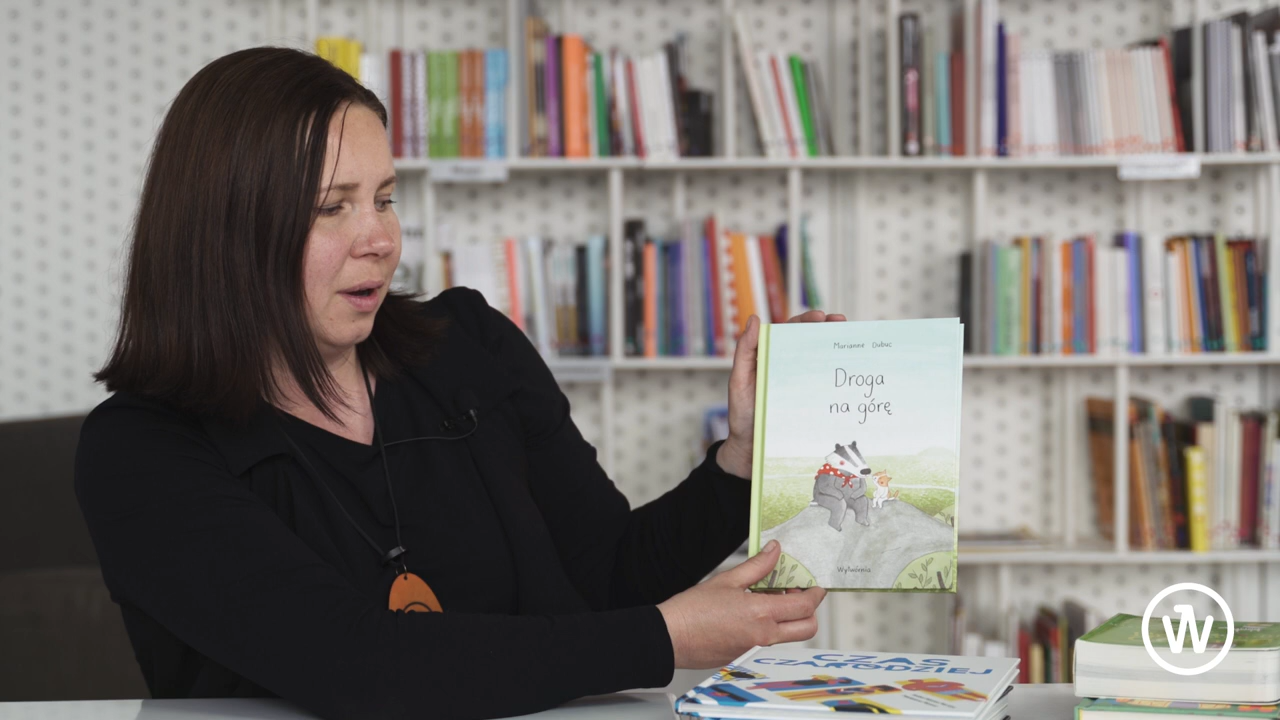 Marianne Dubuc
Droga
na górę
Wytwórnia
CZAS
CZARODZIEJ
W